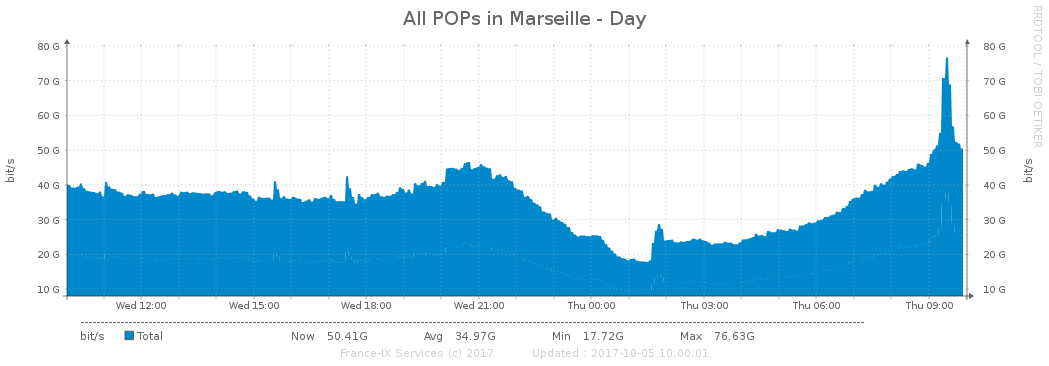 All POPs in Marseille - Day
RRDTOOL / TOBI OETIKER
80 G 80 G
70 G 70 G
60 G 60 G
50 G 50 G
40 G 40 G
30 G 30 G
20 G 20 G
10 G 10 G
bit/s
bit/s
Wed 12:00 Wed 15:00 Wed 18:00 Wed 21:00 Thu 00:00 Thu 03:00 Thu 06:00 Thu 09:00
bit/s Total Now 50.41G Avg 34.97G Min 17.72G Max 76.63G
France-IX Services (c) 2017 Updated : 2017-10-05 10:00:01